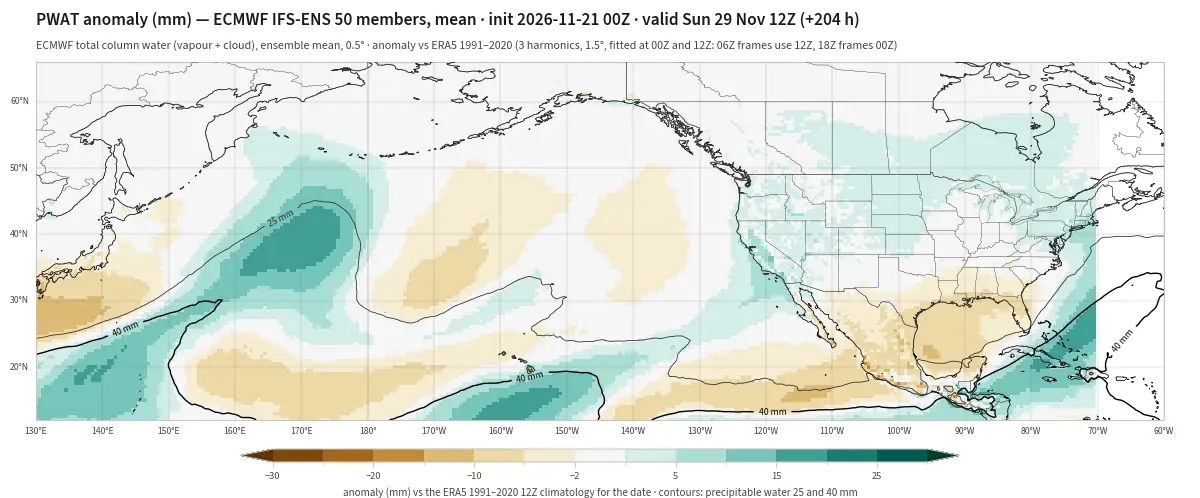 PWAT anomaly (mm) — ECMWF IFS-ENS 50 members, mean · init 2026-11-21 00Z · valid Sun 29 Nov 12Z (+204 h)
ECMWF total column water (vapour + cloud), ensemble mean, 0.5° · anomaly vs ERA5 1991–2020 (3 harmonics, 1.5°, fitted at 00Z and 12Z: 06Z frames use 12Z, 18Z frames 00Z)
60°N
50°N
40°N
30°N
20°N
25 mm
40 mm
40 mm
40 mm
40 mm
130°E 140°E 150°E 160°E 170°E 180° 170°W 160°W 150°W 140°W 130°W 120°W 110°W 100°W 90°W 80°W 70°W 60°W
−30 −20 −10 −2 5 15 25
anomaly (mm) vs the ERA5 1991–2020 12Z climatology for the date · contours: precipitable water 25 and 40 mm